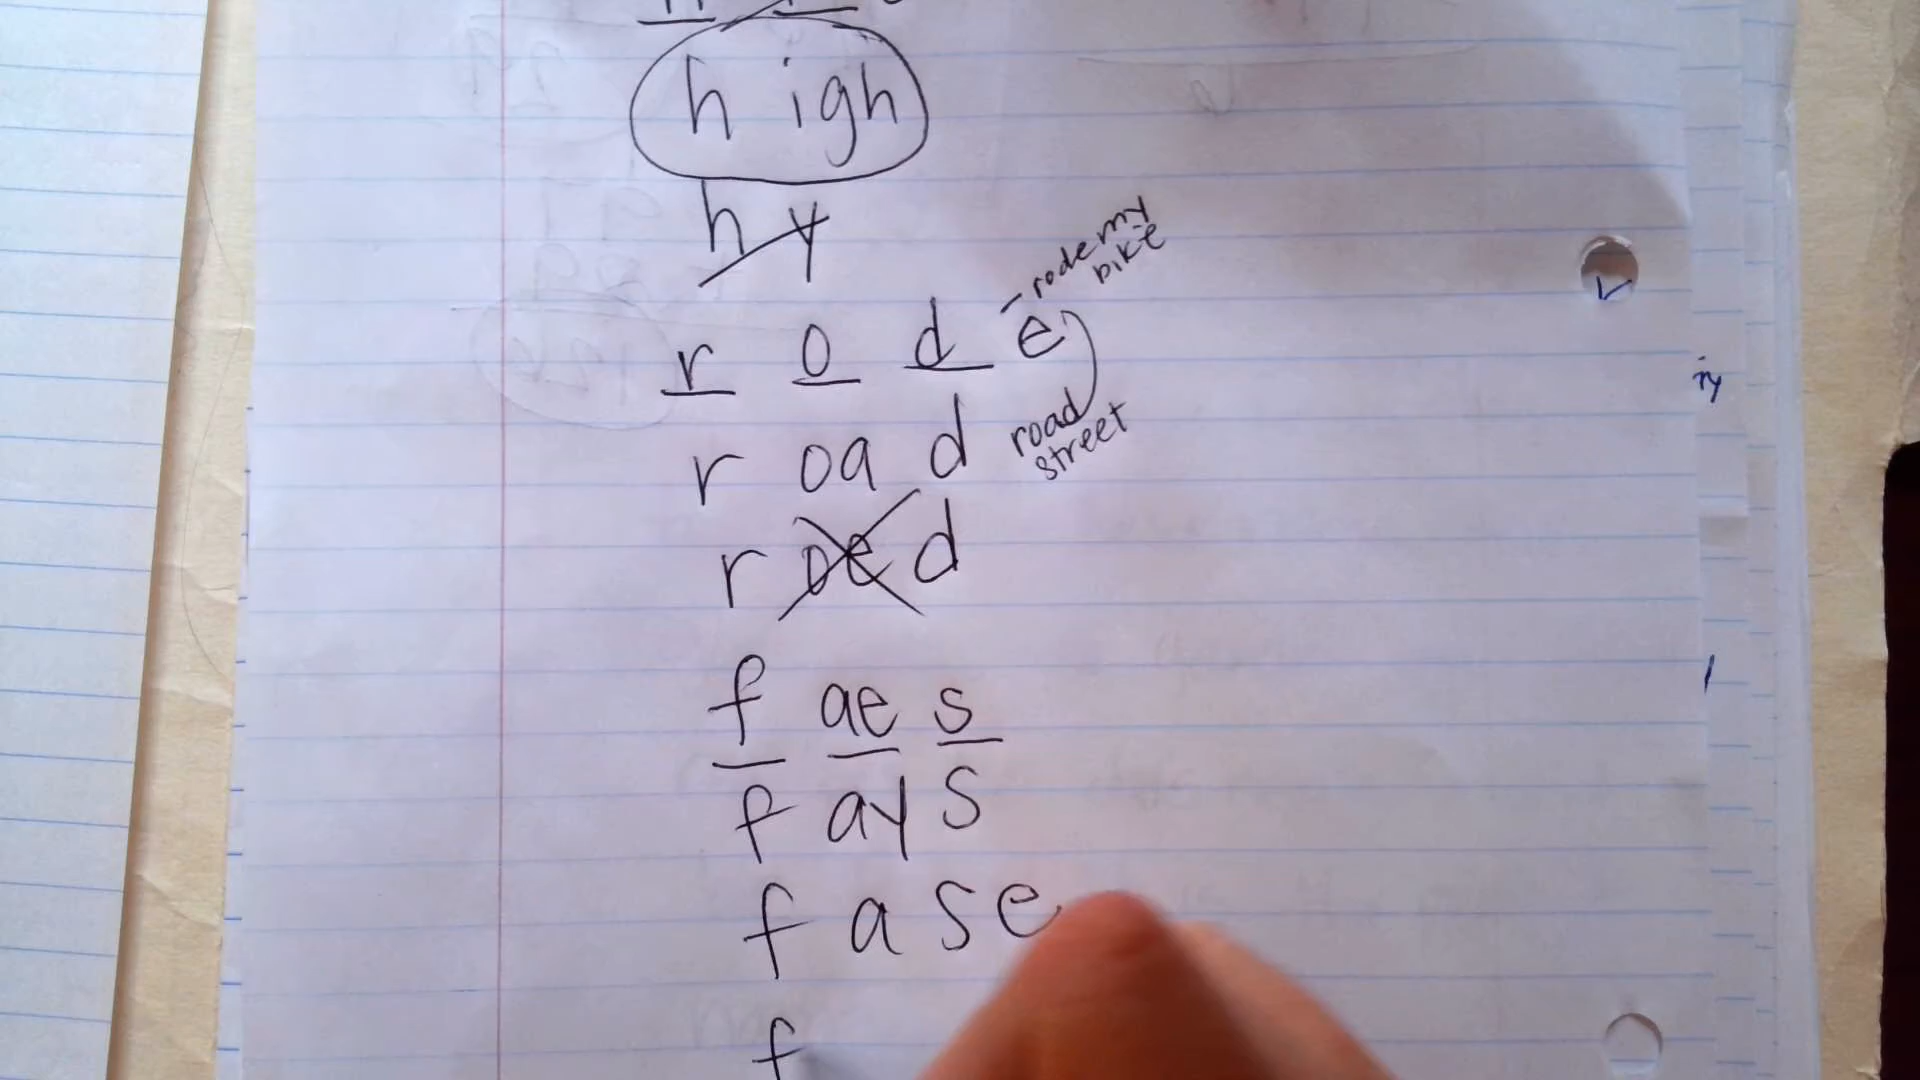 h igh
h y
r o d e - rode my bike
r oa d road street
r oe d
f ae s
f ay s
f a s e
f